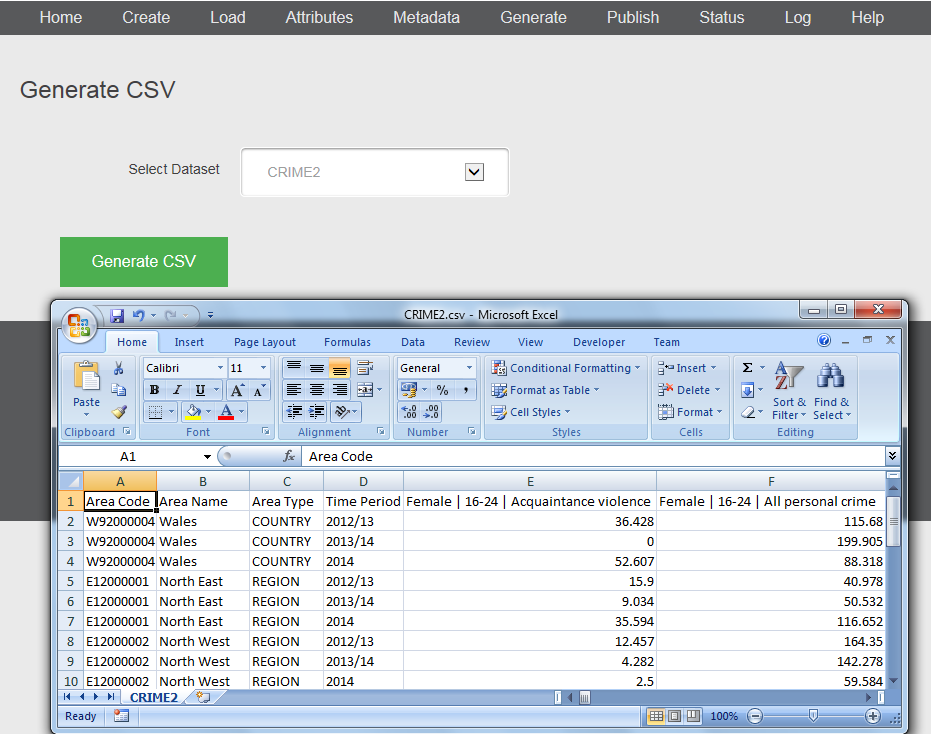 Home Create Load Attributes Metadata Generate Publish Status Log Help
Generate CSV
Select Dataset CRIME2
Generate CSV
CRIME2.csv - Microsoft Excel
Home Insert Page Layout Formulas Data Review View Developer Team
Calibri 11 General Conditional Formatting Insert Σ
Paste B I U A A % , Format as Table Delete Sort & Find &
A .00 .00 Cell Styles Format Filter Select
Clipboard Font Alignment Number Styles Cells Editing
A1 fx Area Code
A B C D E F
1 Area Code Area Name Area Type Time Period Female | 16-24 | Acquaintance violence Female | 16-24 | All personal crime
2 W92000004 Wales COUNTRY 2012/13 36.428 115.68
3 W92000004 Wales COUNTRY 2013/14 0 199.905
4 W92000004 Wales COUNTRY 2014 52.607 88.318
5 E12000001 North East REGION 2012/13 15.9 40.978
6 E12000001 North East REGION 2013/14 9.034 50.532
7 E12000001 North East REGION 2014 35.594 116.652
8 E12000002 North West REGION 2012/13 12.457 164.35
9 E12000002 North West REGION 2013/14 4.282 142.278
10 E12000002 North West REGION 2014 2.5 59.584
CRIME2
Ready 100%